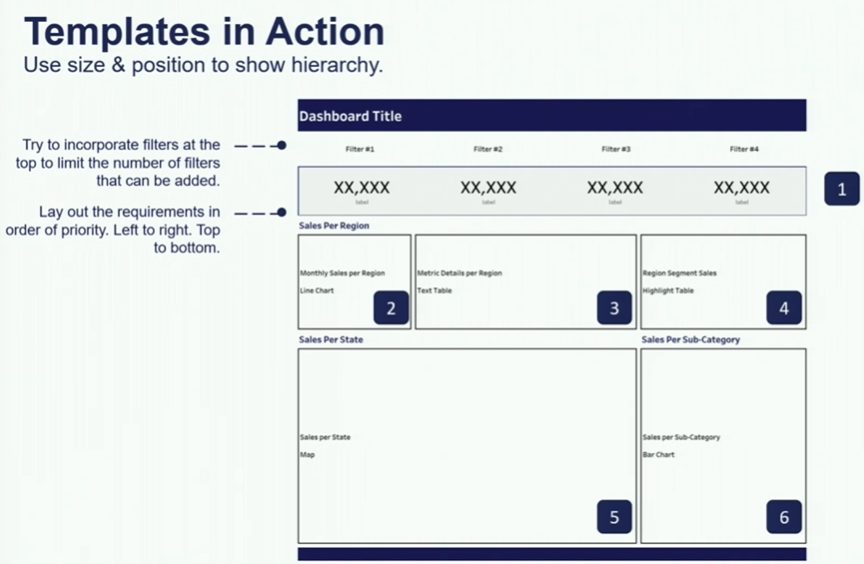 Templates in Action
Use size & position to show hierarchy.
Try to incorporate filters at the
top to limit the number of filters
that can be added.
Lay out the requirements in
order of priority. Left to right. Top
to bottom.
Dashboard Title
Filter #1 Filter #2 Filter #3 Filter #4
XX,XXX XX,XXX XX,XXX XX,XXX
label label label label
1
Sales Per Region
Monthly Sales per Region
Line Chart
2
Metric Details per Region
Text Table
3
Region Segment Sales
Highlight Table
4
Sales Per State
Sales per State
Map
5
Sales Per Sub-Category
Sales per Sub-Category
Bar Chart
6